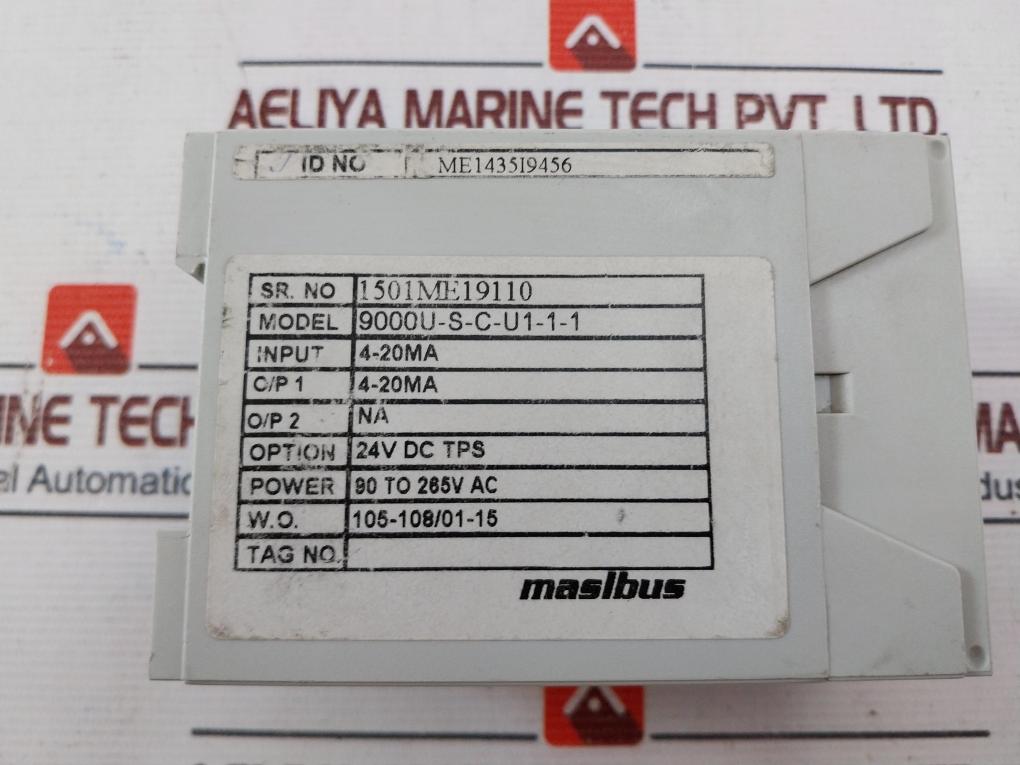 AELIYA MARINE TECH PVT. LTD.
ID NO ME1435I9456
SR. NO 1501ME19110
MODEL 9000U-S-C-U1-1-1
INPUT 4-20MA
O/P 1 4-20MA
O/P 2 NA
OPTION 24V DC TPS
POWER 90 TO 265V AC
W.O. 105-108/01-15
TAG NO.
masibus
INE TECH
el Automatic
MA
dus